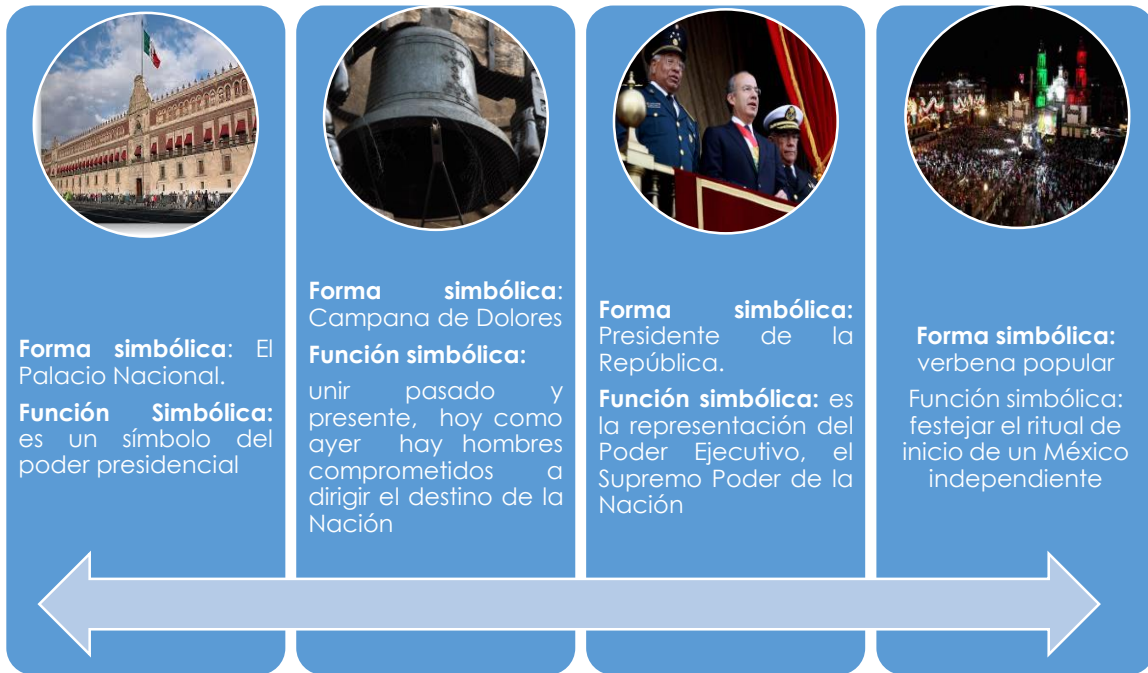 Forma simbólica: El
Palacio Nacional.
Función Simbólica:
es un símbolo del
poder presidencial
Forma simbólica:
Campana de Dolores
Función simbólica:
unir pasado y
presente, hoy como
ayer hay hombres
comprometidos a
dirigir el destino de la
Nación
Forma simbólica:
Presidente de la
República.
Función simbólica: es
la representación del
Poder Ejecutivo, el
Supremo Poder de la
Nación
Forma simbólica:
verbena popular
Función simbólica:
festejar el ritual de
inicio de un México
independiente